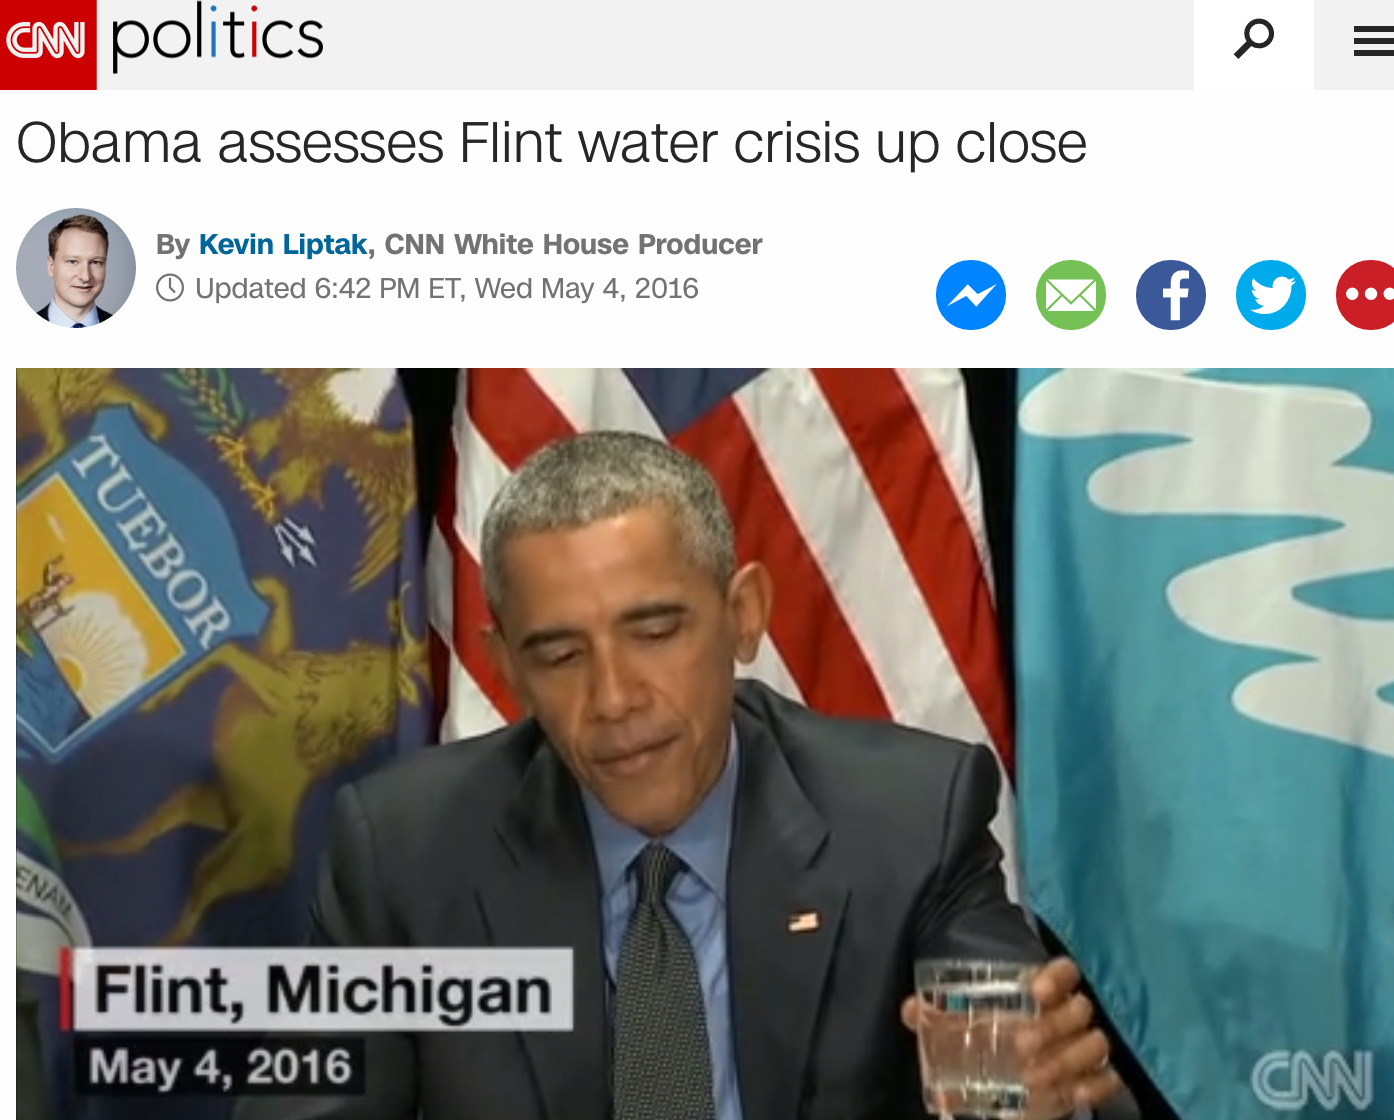 CNN politics
Obama assesses Flint water crisis up close
By Kevin Liptak, CNN White House Producer
Updated 6:42 PM ET, Wed May 4, 2016
TUEBOR
ENAM
Flint, Michigan
May 4, 2016
CNN